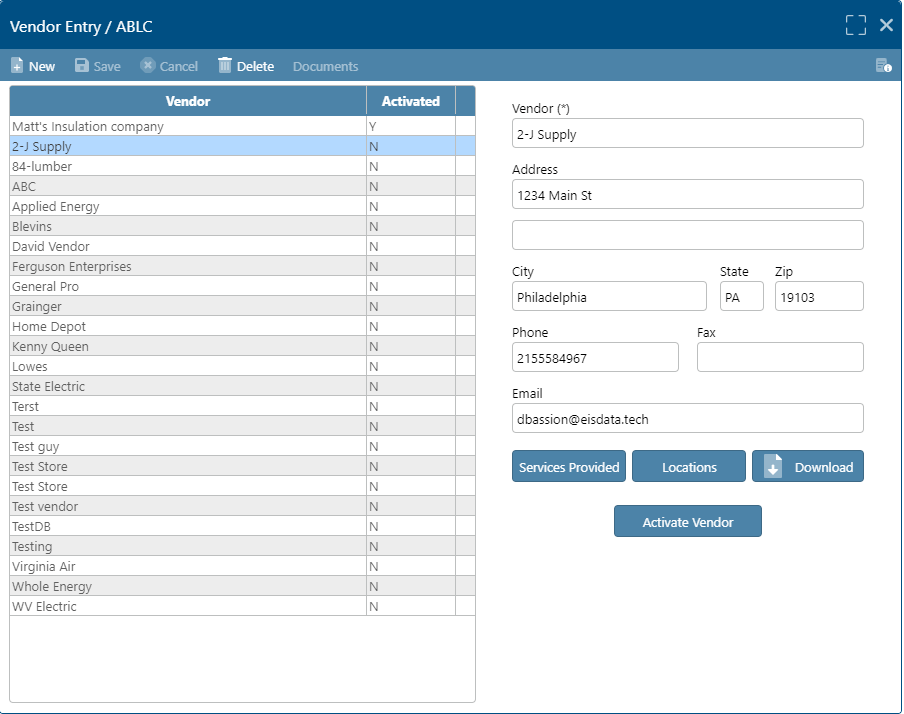 Vendor Entry / ABLC
New Save Cancel Delete Documents
Vendor Activated
Matt's Insulation company Y
2-J Supply N
84-lumber N
ABC N
Applied Energy N
Blevins N
David Vendor N
Ferguson Enterprises N
General Pro N
Grainger N
Home Depot N
Kenny Queen N
Lowes N
State Electric N
Terst N
Test N
Test guy N
Test Store N
Test Store N
Test vendor N
TestDB N
Testing N
Virginia Air N
Whole Energy N
WV Electric N
Vendor (*)
2-J Supply
Address
1234 Main St
City State Zip
Philadelphia PA 19103
Phone Fax
2155584967
Email
dbassion@eisdata.tech
Services Provided Locations Download
Activate Vendor